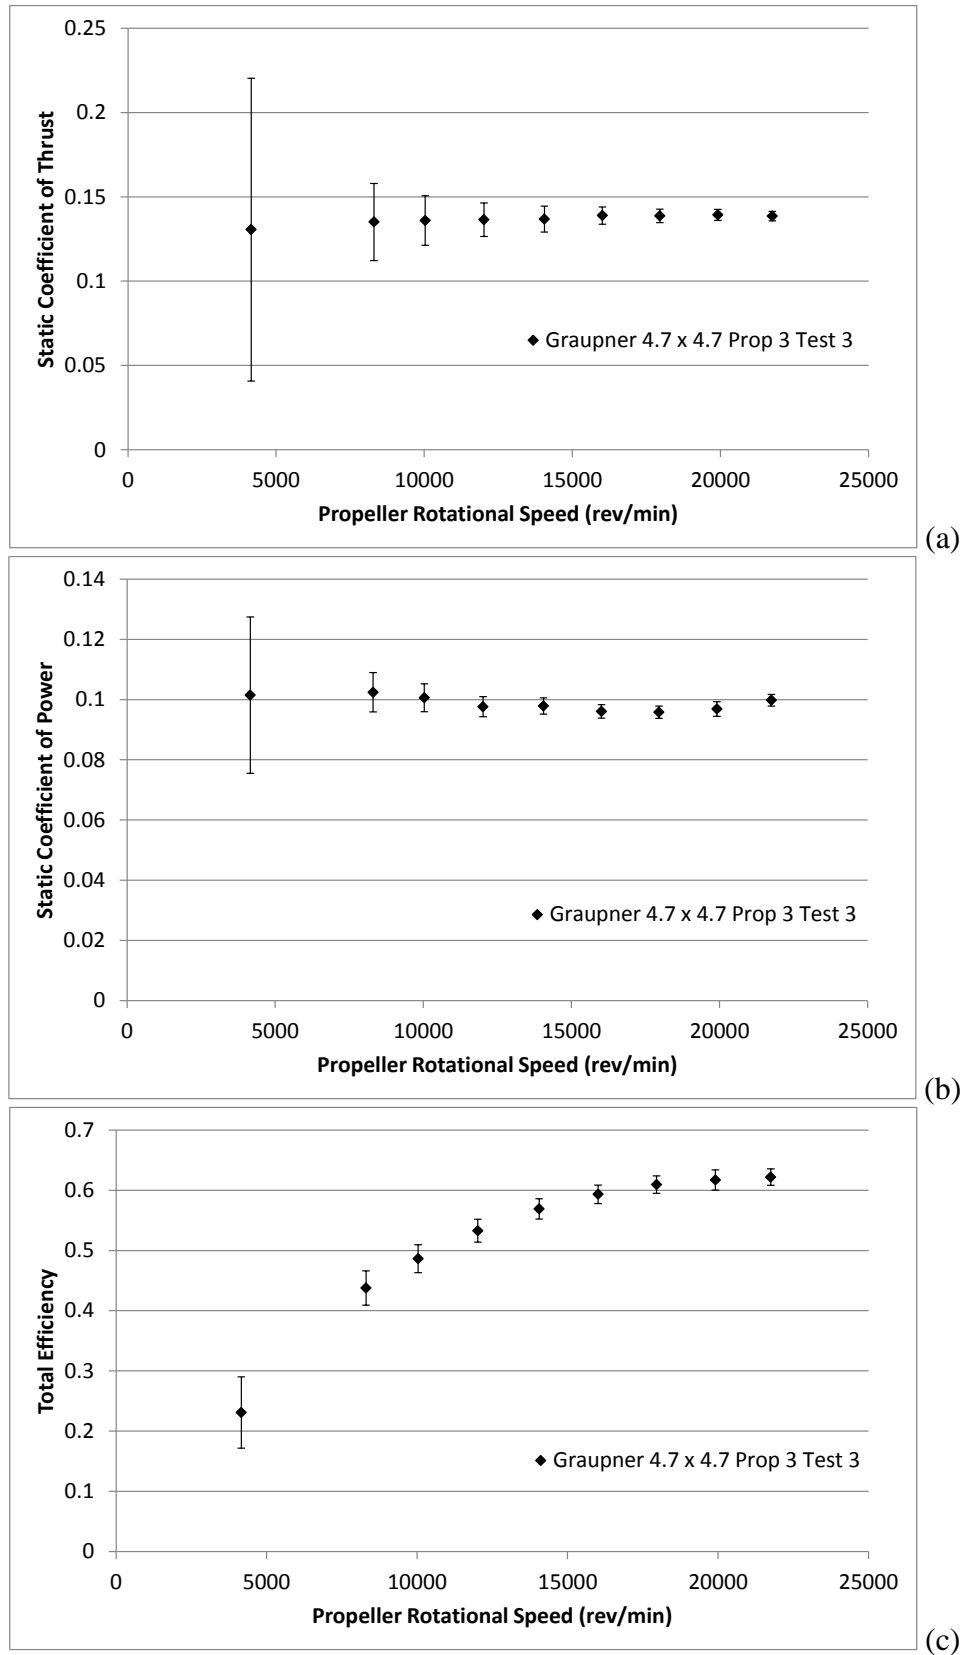 0.25
0.2
0.15
0.1
0.05
0
Static Coefficient of Thrust
Graupner 4.7 x 4.7 Prop 3 Test 3
0 5000 10000 15000 20000 25000
Propeller Rotational Speed (rev/min)
(a)
0.14
0.12
0.1
0.08
0.06
0.04
0.02
0
Static Coefficient of Power
Graupner 4.7 x 4.7 Prop 3 Test 3
0 5000 10000 15000 20000 25000
Propeller Rotational Speed (rev/min)
(b)
0.7
0.6
0.5
0.4
0.3
0.2
0.1
0
Total Efficiency
Graupner 4.7 x 4.7 Prop 3 Test 3
0 5000 10000 15000 20000 25000
Propeller Rotational Speed (rev/min)
(c)